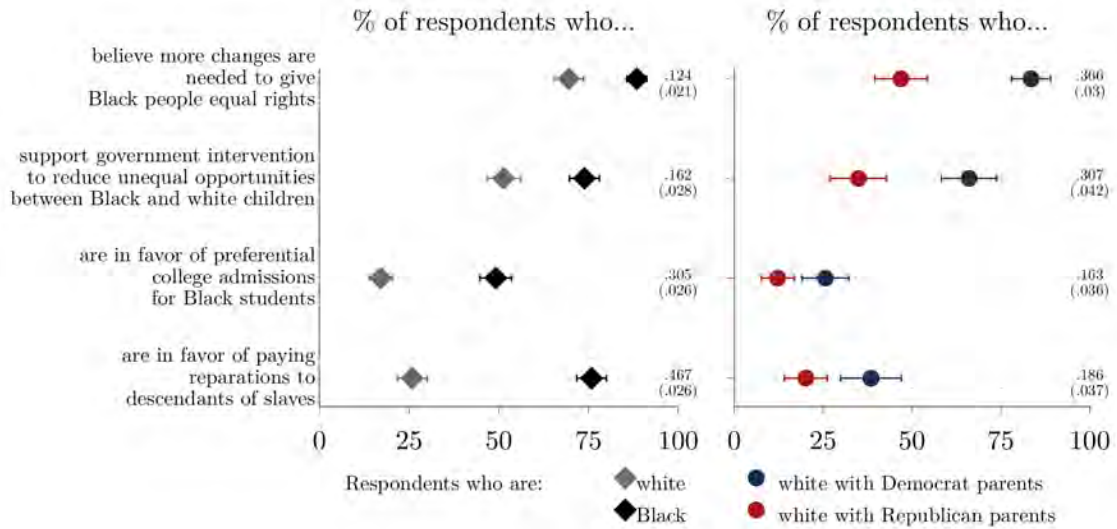 % of respondents who...
% of respondents who...
believe more changes are
needed to give
Black people equal rights
.124
(.021)
.366
(.03)
support government intervention
to reduce unequal opportunities
between Black and white children
.162
(.028)
.307
(.042)
are in favor of preferential
college admissions
for Black students
.305
(.026)
.163
(.036)
are in favor of paying
reparations to
descendants of slaves
.467
(.026)
.186
(.037)
0 25 50 75 100
0 25 50 75 100
Respondents who are:
white
Black
white with Democrat parents
white with Republican parents